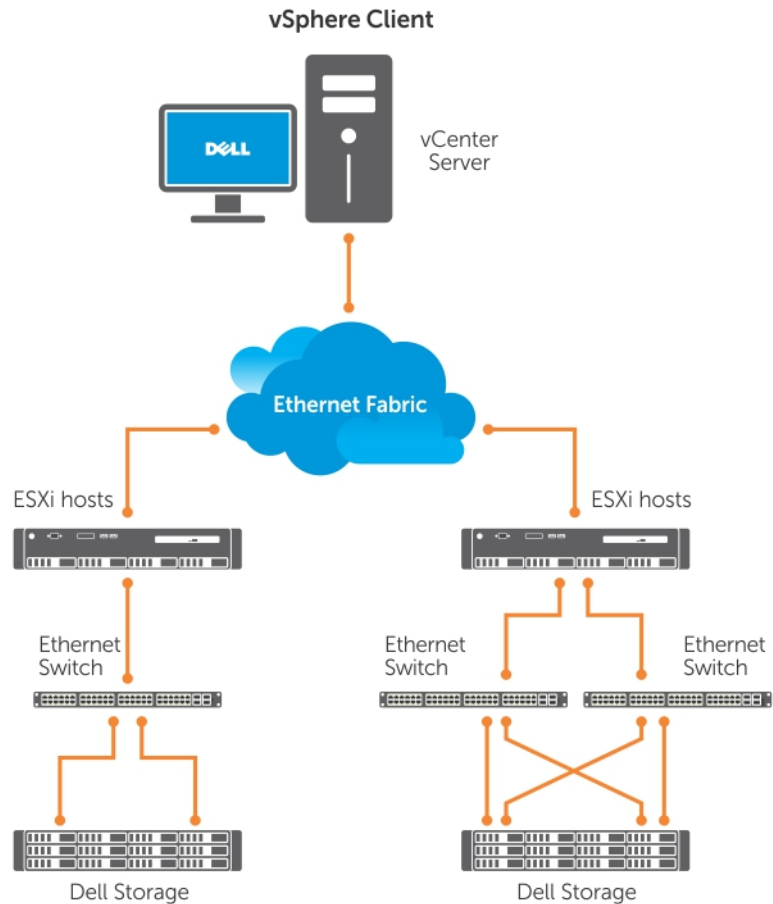 vSphere Client
DELL
vCenter
Server
Ethernet Fabric
ESXi hosts
ESXi hosts
Ethernet
Switch
Ethernet
Switch
Ethernet
Switch
Dell Storage
Dell Storage